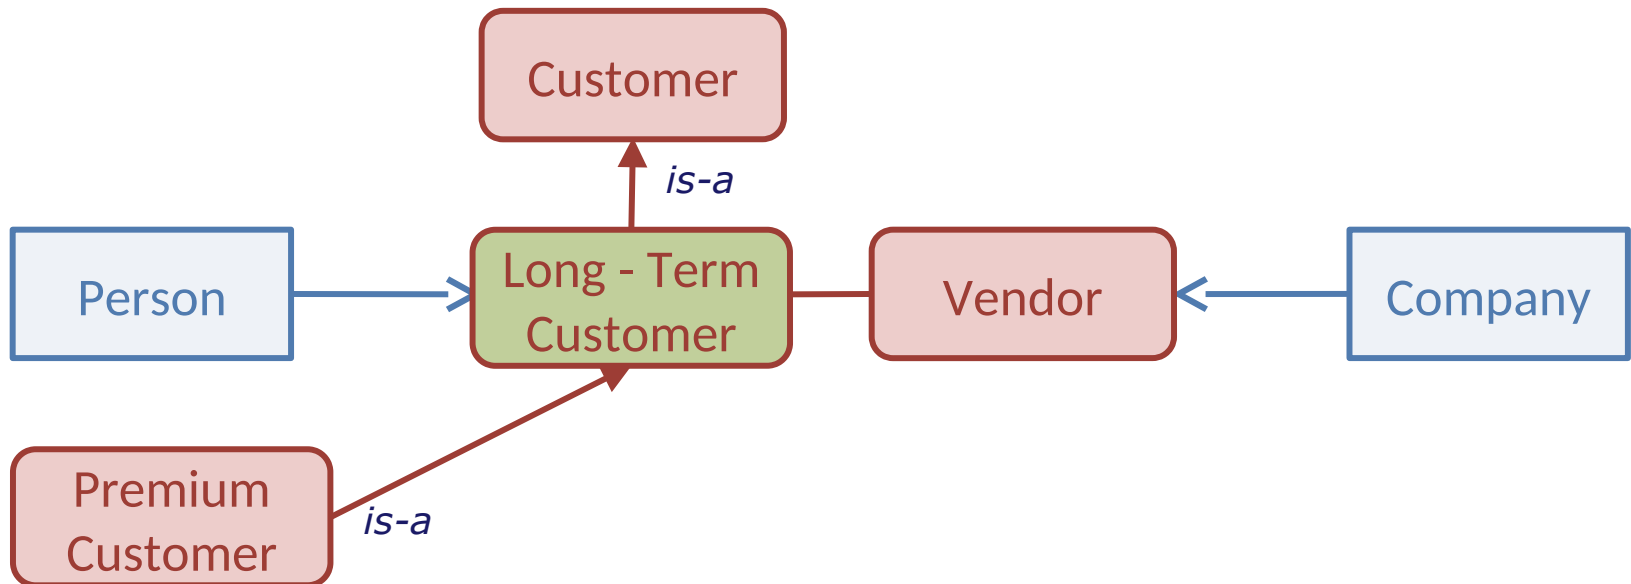 Customer
is-a
Person
Long - Term
Customer
Vendor
Company
Premium
Customer
is-a